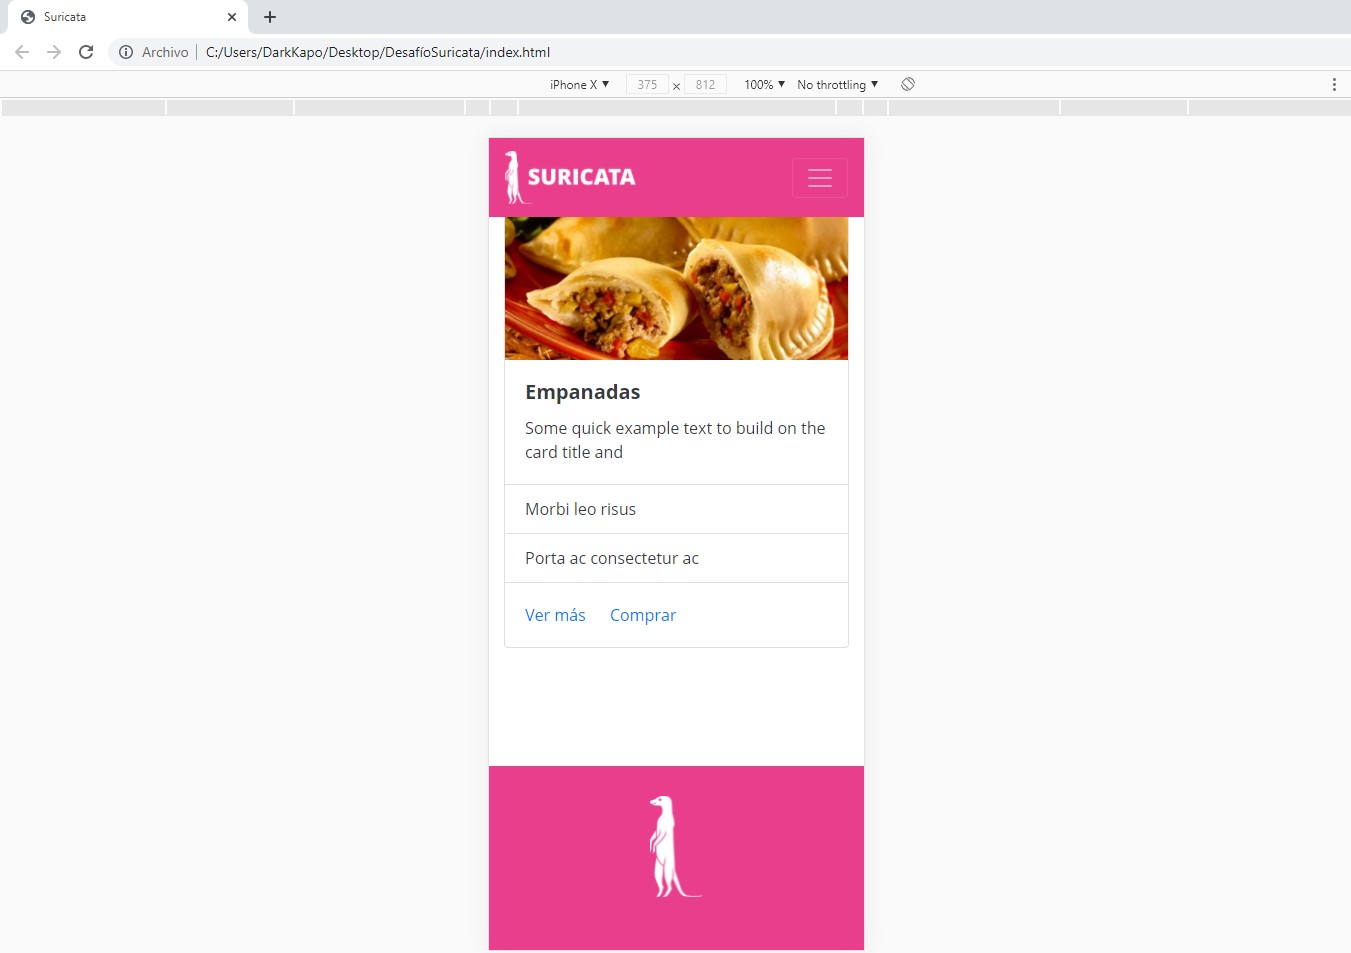 Suricata
Archivo | C:/Users/DarkKapo/Desktop/DesafíoSuricata/index.html
iPhone X ▼ 375 x 812 100% ▼ No throttling ▼
SURICATA
Empanadas
Some quick example text to build on the
card title and
Morbi leo risus
Porta ac consectetur ac
Ver más Comprar